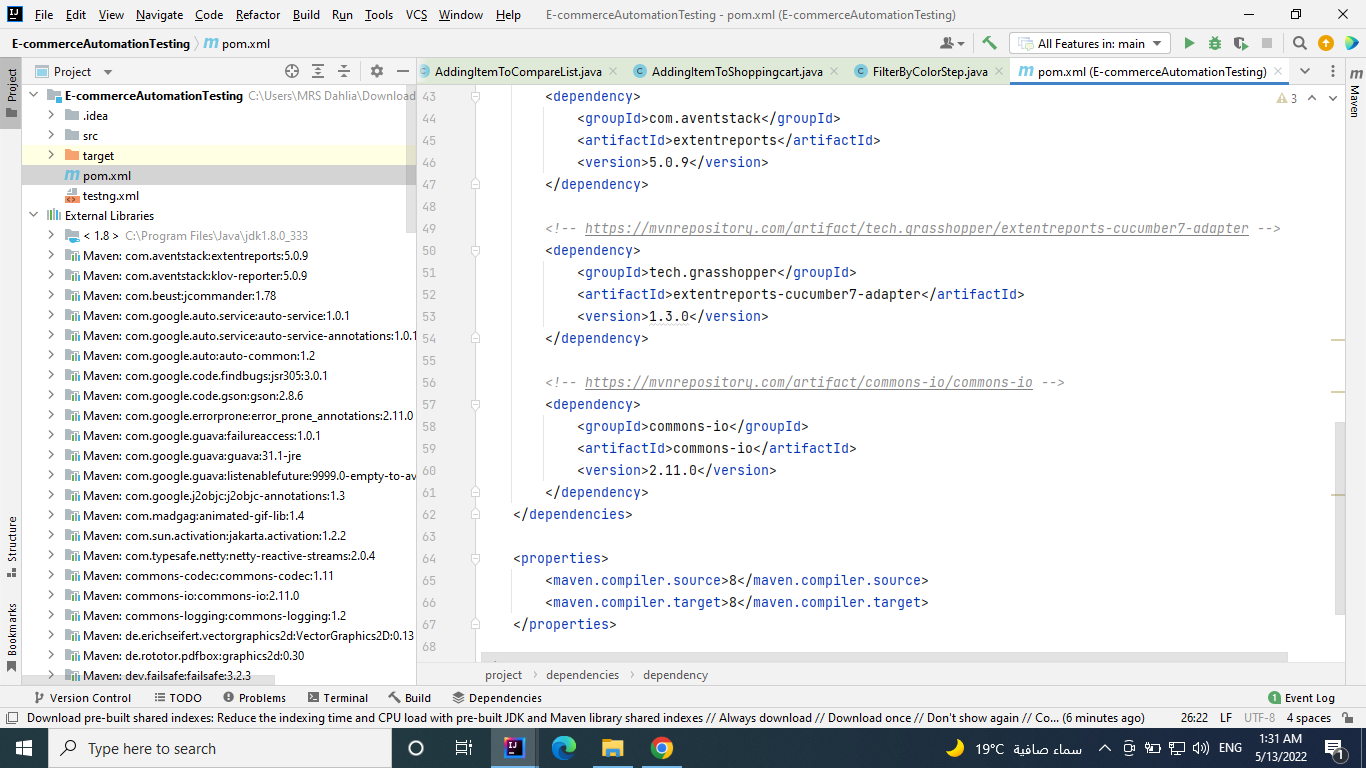 File Edit View Navigate Code Refactor Build Run Tools VCS Window Help E-commerceAutomationTesting - pom.xml (E-commerceAutomationTesting)
E-commerceAutomationTesting pom.xml All Features in: main
Project
AddingItemToCompareList.java AddingItemToShoppingcart.java FilterByColorStep.java pom.xml (E-commerceAutomationTesting)
Project
Structure
Bookmarks
Maven
E-commerceAutomationTesting C:\Users\MRS Dahlia\Download
.idea
src
target
pom.xml
testng.xml
External Libraries
< 1.8 > C:\Program Files\Java\jdk1.8.0_333
Maven: com.aventstack:extentreports:5.0.9
Maven: com.aventstack:klov-reporter:5.0.9
Maven: com.beust:jcommander:1.78
Maven: com.google.auto.service:auto-service:1.0.1
Maven: com.google.auto.service:auto-service-annotations:1.0.1
Maven: com.google.auto:auto-common:1.2
Maven: com.google.code.findbugs:jsr305:3.0.1
Maven: com.google.code.gson:gson:2.8.6
Maven: com.google.errorprone:error_prone_annotations:2.11.0
Maven: com.google.guava:failureaccess:1.0.1
Maven: com.google.guava:guava:31.1-jre
Maven: com.google.guava:listenablefuture:9999.0-empty-to-av
Maven: com.google.j2objc:j2objc-annotations:1.3
Maven: com.madgag:animated-gif-lib:1.4
Maven: com.sun.activation:jakarta.activation:1.2.2
Maven: com.typesafe.netty:netty-reactive-streams:2.0.4
Maven: commons-codec:commons-codec:1.11
Maven: commons-io:commons-io:2.11.0
Maven: commons-logging:commons-logging:1.2
Maven: de.erichseifert.vectorgraphics2d:VectorGraphics2D:0.13
Maven: de.rototor.pdfbox:graphics2d:0.30
Maven: dev.failsafe:failsafe:3.2.3
3
43 <dependency>
44 <groupId>com.aventstack</groupId>
45 <artifactId>extentreports</artifactId>
46 <version>5.0.9</version>
47 </dependency>
48
49 <!-- https://mvnrepository.com/artifact/tech.grasshopper/extentreports-cucumber7-adapter -->
50 <dependency>
51 <groupId>tech.grasshopper</groupId>
52 <artifactId>extentreports-cucumber7-adapter</artifactId>
53 <version>1.3.0</version>
54 </dependency>
55
56 <!-- https://mvnrepository.com/artifact/commons-io/commons-io -->
57 <dependency>
58 <groupId>commons-io</groupId>
59 <artifactId>commons-io</artifactId>
60 <version>2.11.0</version>
61 </dependency>
62 </dependencies>
63
64 <properties>
65 <maven.compiler.source>8</maven.compiler.source>
66 <maven.compiler.target>8</maven.compiler.target>
67 </properties>
68
project dependencies dependency
Version Control TODO Problems Terminal Build Dependencies 1 Event Log
Download pre-built shared indexes: Reduce the indexing time and CPU load with pre-built JDK and Maven library shared indexes // Always download // Download once // Don't show again // Co... (6 minutes ago) 26:22 LF UTF-8 4 spaces
Type here to search 19°C سماء صافية ENG 1:31 AM
5/13/2022 1